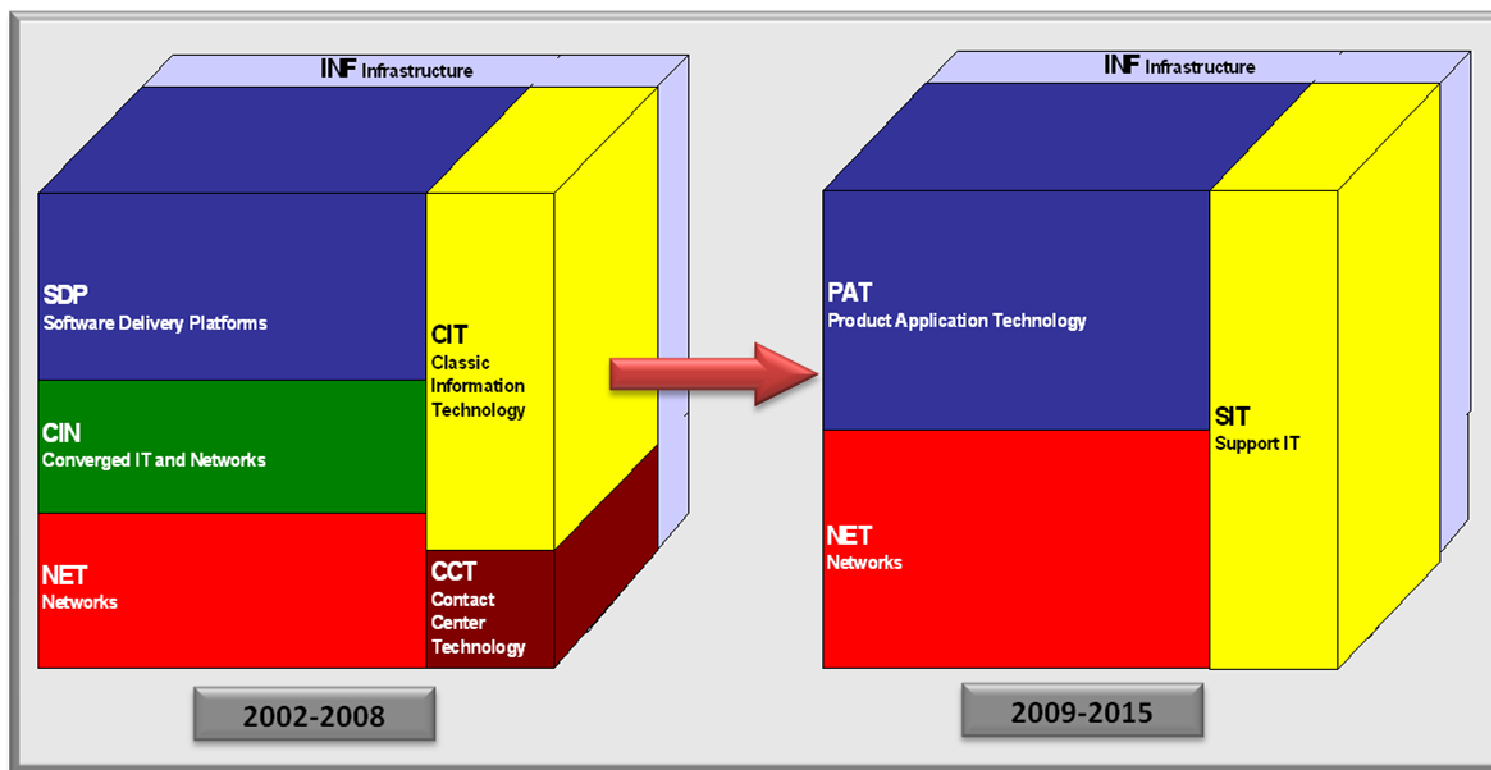 INF Infrastructure
SDP
Software Delivery Platforms
CIN
Converged IT and Networks
NET
Networks
CIT
Classic
Information
Technology
CCT
Contact
Center
Technology
2002-2008
INF Infrastructure
PAT
Product Application Technology
NET
Networks
SIT
Support IT
2009-2015